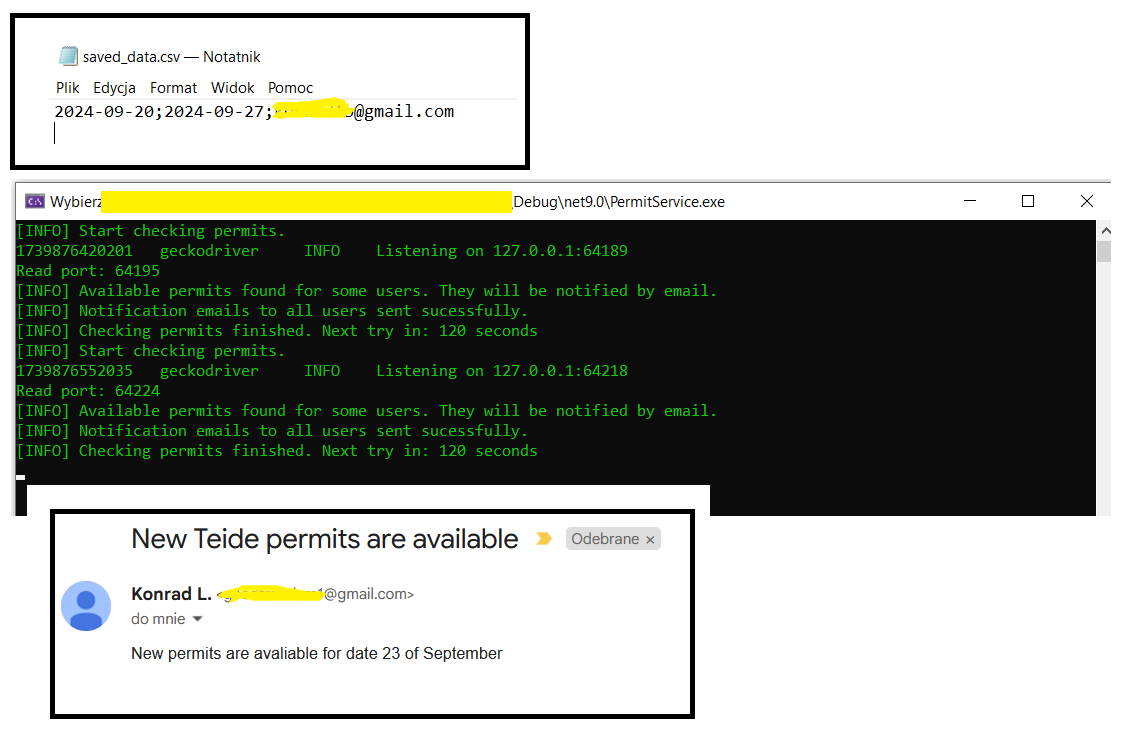 saved_data.csv — Notatnik
Plik Edycja Format Widok Pomoc
2024-09-20;2024-09-27; @gmail.com
Wybierz Debug\net9.0\PermitService.exe
[INFO] Start checking permits.
1739876420201 geckodriver INFO Listening on 127.0.0.1:64189
Read port: 64195
[INFO] Available permits found for some users. They will be notified by email.
[INFO] Notification emails to all users sent sucessfully.
[INFO] Checking permits finished. Next try in: 120 seconds
[INFO] Start checking permits.
1739876552035 geckodriver INFO Listening on 127.0.0.1:64218
Read port: 64224
[INFO] Available permits found for some users. They will be notified by email.
[INFO] Notification emails to all users sent sucessfully.
[INFO] Checking permits finished. Next try in: 120 seconds
New Teide permits are available Odebrane ×
Konrad L. < @gmail.com>
do mnie
New permits are avaliable for date 23 of September